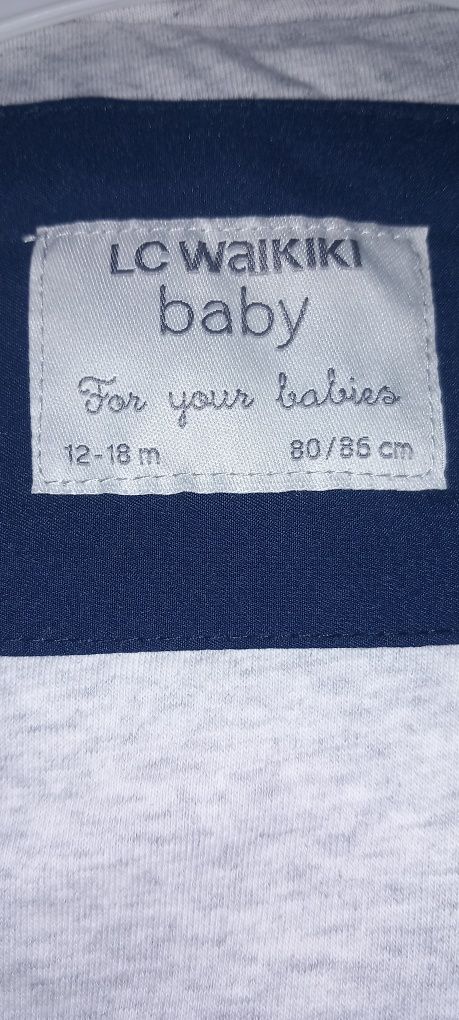 LC WaIKIKI
baby
For your babies
12-18 m 80/86 cm